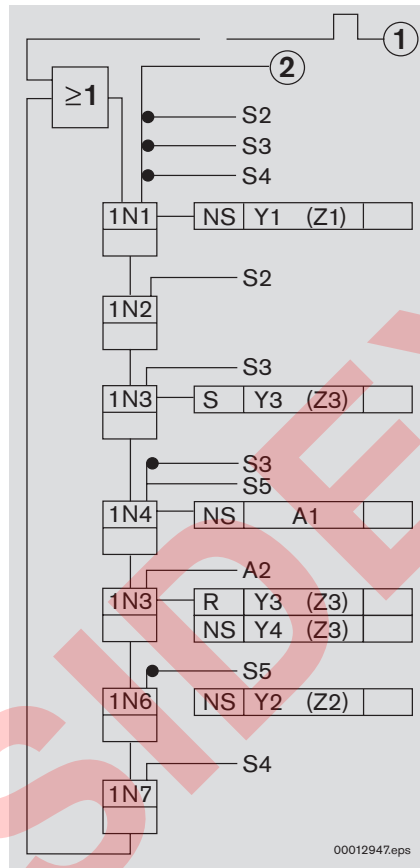 1
≥1
2
S2
S3
S4
1N1 NS Y1 (Z1)
S2
1N2
S3
1N3 S Y3 (Z3)
S3
S5
1N4 NS A1
A2
1N3 R Y3 (Z3)
NS Y4 (Z3)
S5
1N6 NS Y2 (Z2)
S4
1N7
00012947.eps